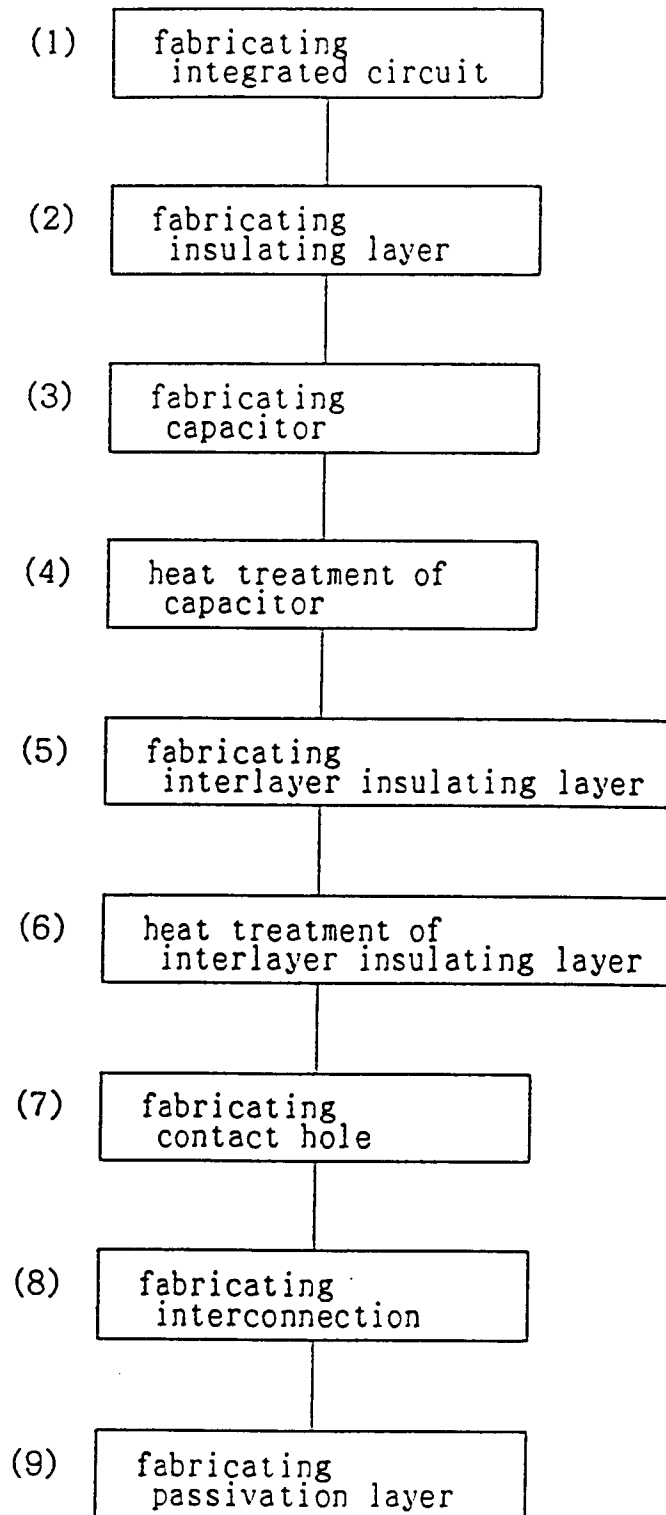 (1) fabricating
integrated circuit
(2) fabricating
insulating layer
(3) fabricating
capacitor
(4) heat treatment of
capacitor
(5) fabricating
interlayer insulating layer
(6) heat treatment of
interlayer insulating layer
(7) fabricating
contact hole
(8) fabricating
interconnection
(9) fabricating
passivation layer